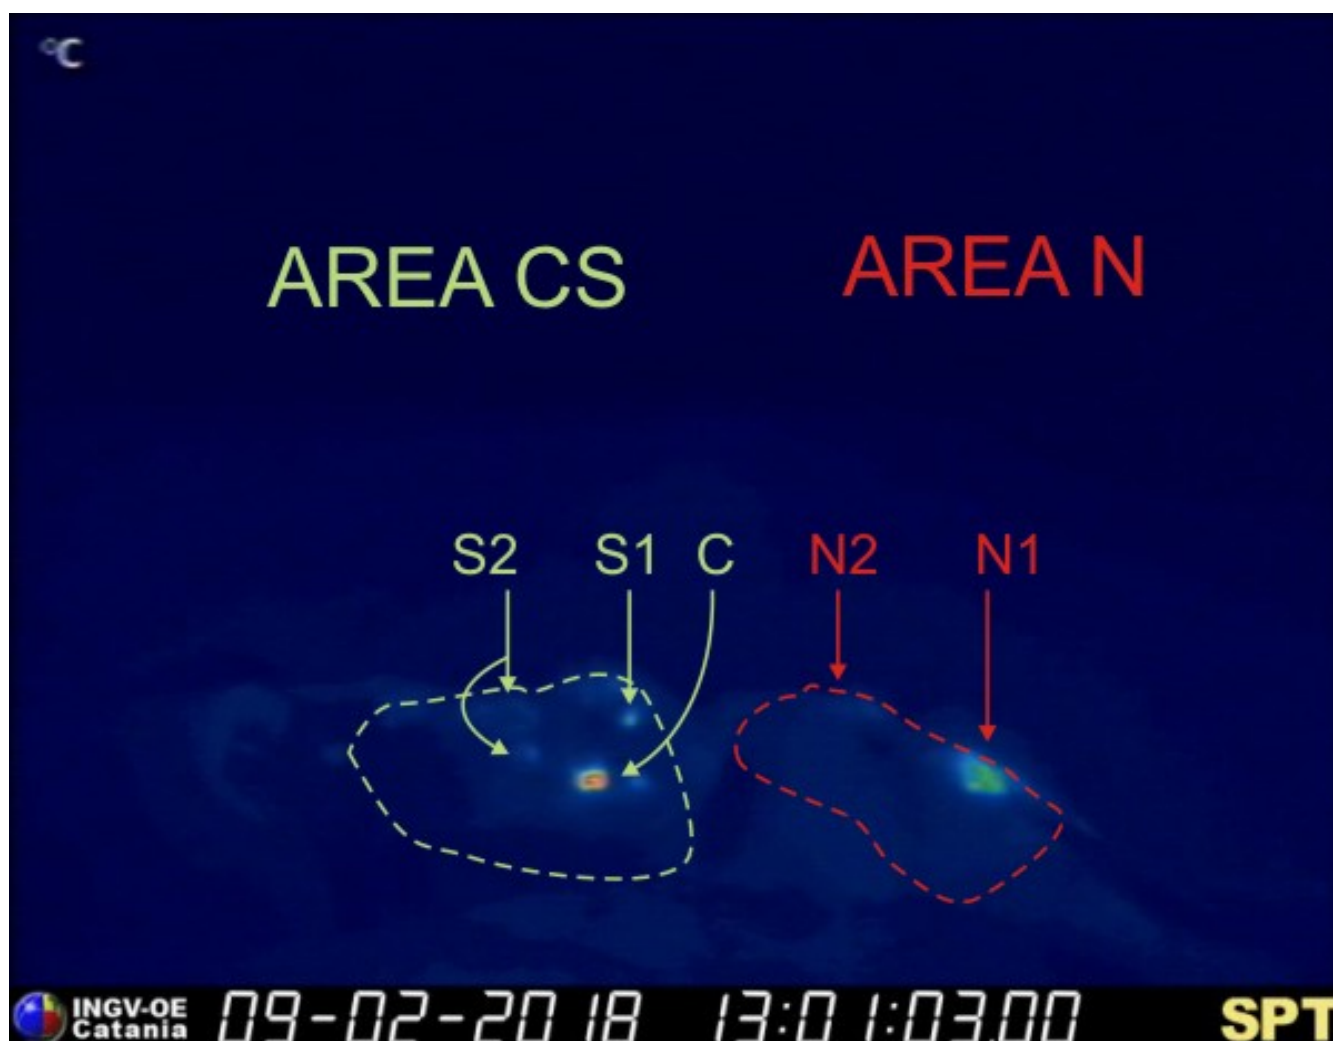 °C
AREA CS
AREA N
S2 S1 C N2 N1
INGV-OE
Catania
09-02-2018 13:01:03.00
SPT